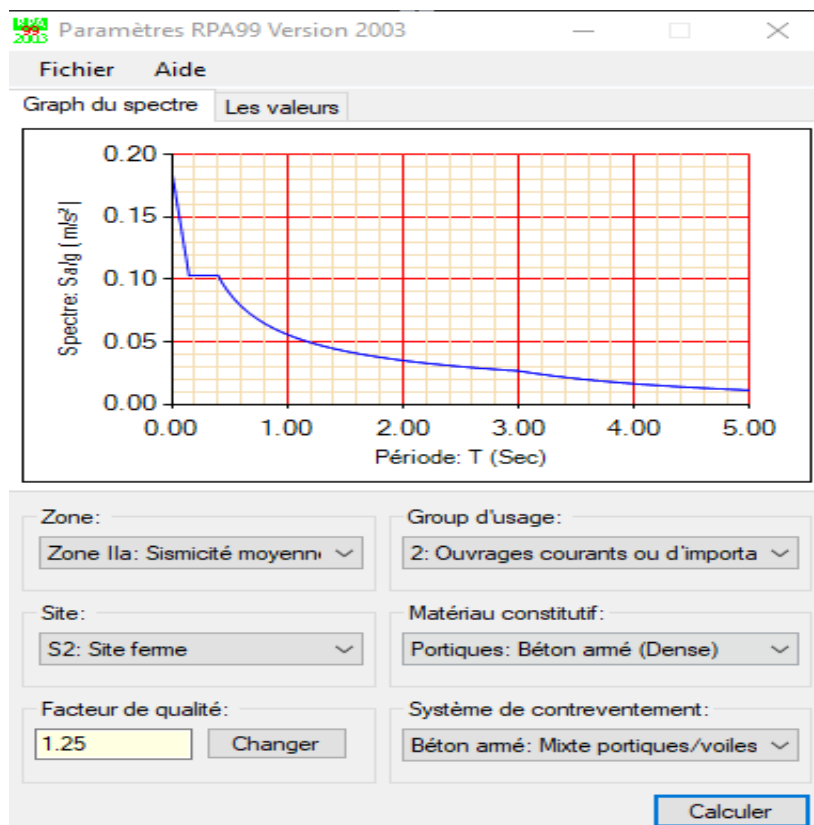 RPA
99
2003
Paramètres RPA99 Version 2003
Fichier Aide
Graph du spectre Les valeurs
Spectre: Sa/g (m/s²)
0.20
0.15
0.10
0.05
0.00
0.00 1.00 2.00 3.00 4.00 5.00
Période: T (Sec)
Zone: Group d'usage:
Zone IIa: Sismicité moyenn 2: Ouvrages courants ou d'importa
Site: Matériau constitutif:
S2: Site ferme Portiques: Béton armé (Dense)
Facteur de qualité: Système de contreventement:
1.25 Changer Béton armé: Mixte portiques/voiles
Calculer